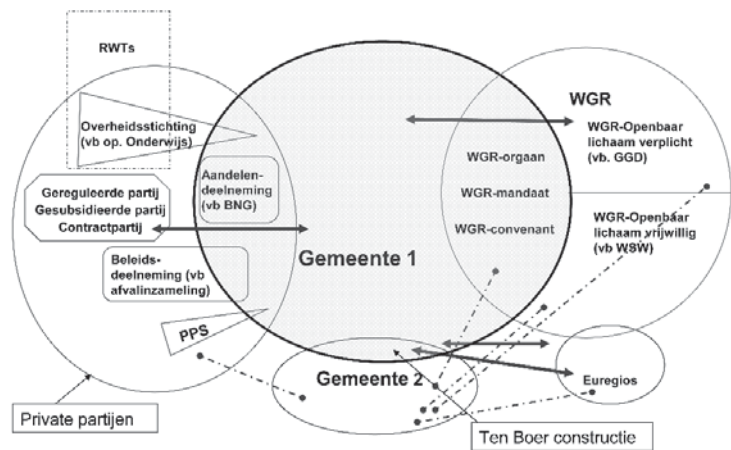 RWTs
Overheidsstichting
(vb op. Onderwijs)
Gereguleerde partij
Gesubsidieerde partij
Contractpartij
Aandelen-
deelneming
(vb BNG)
Beleids-
deelneming (vb
afvalinzameling)
PPS
Private partijen
Gemeente 1
Gemeente 2
WGR-orgaan
WGR-mandaat
WGR-convenant
WGR
WGR-Openbaar
lichaam verplicht
(vb. GGD)
WGR-Openbaar
lichaam vrijwillig
(vb WSW)
Euregios
Ten Boer constructie